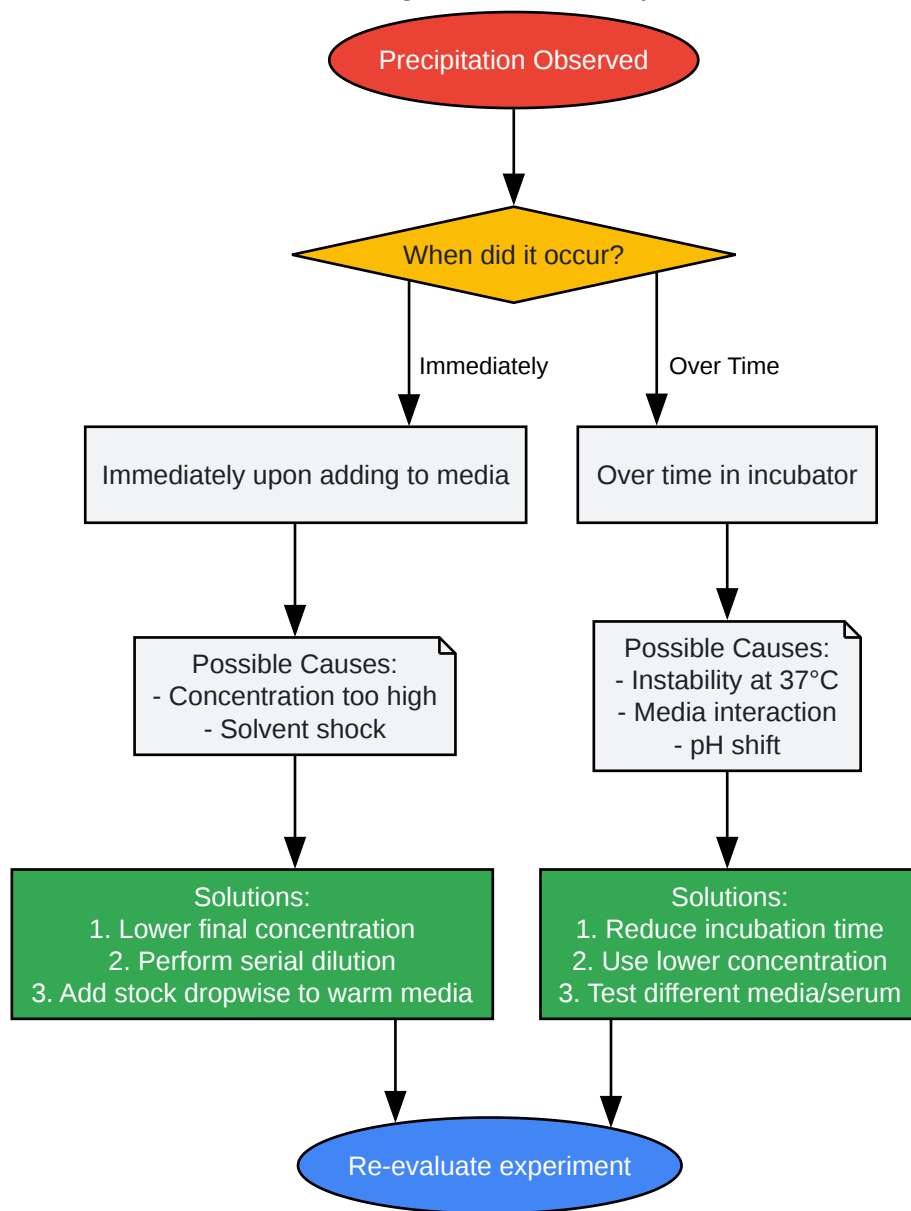 Precipitation Observed
When did it occur?
Immediately
Over Time
Immediately upon adding to media
Over time in incubator
Possible Causes:
- Concentration too high
- Solvent shock
Possible Causes:
- Instability at 37°C
- Media interaction
- pH shift
Solutions:
1. Lower final concentration
2. Perform serial dilution
3. Add stock dropwise to warm media
Solutions:
1. Reduce incubation time
2. Use lower concentration
3. Test different media/serum
Re-evaluate experiment